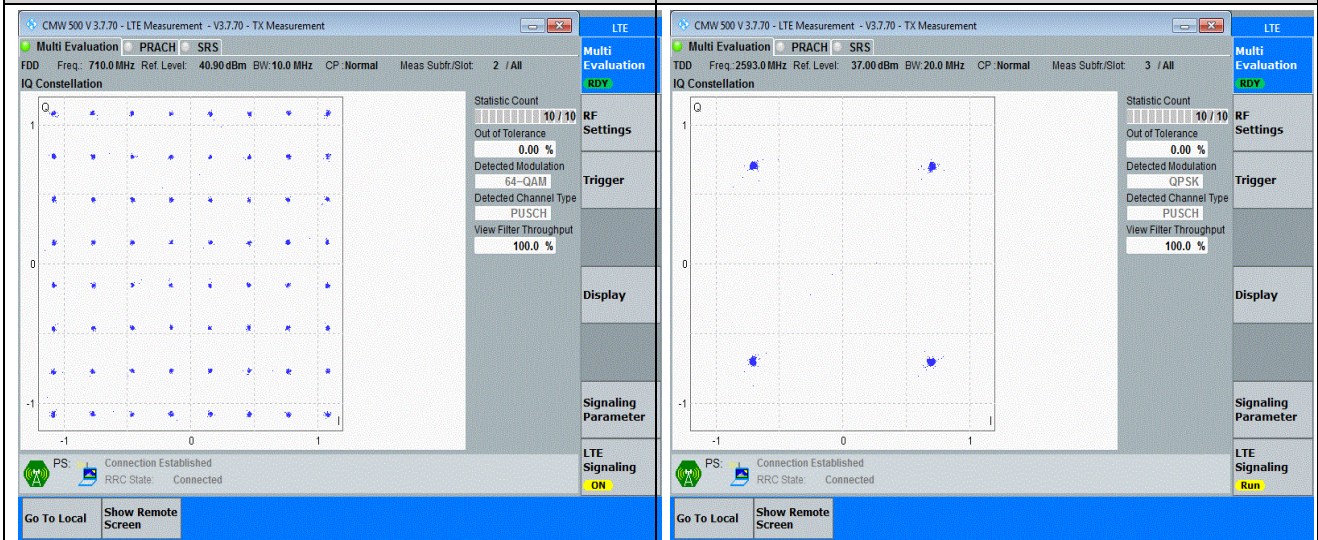 CMW 500 V 3.7.70 - LTE Measurement - V3.7.70 - TX Measurement
LTE
Multi Evaluation PRACH SRS
Multi
Evaluation
RDY
FDD Freq.: 710.0 MHz Ref. Level: 40.90 dBm BW: 10.0 MHz CP : Normal Meas Subfr./Slot: 2 / All
IQ Constellation
Q
1
0
-1
-1 0 1
I
Statistic Count
10 / 10
Out of Tolerance
0.00 %
Detected Modulation
64-QAM
Detected Channel Type
PUSCH
View Filter Throughput
100.0 %
RF
Settings
Trigger
Display
Signaling
Parameter
LTE
Signaling
ON
PS: Connection Established
RRC State: Connected
Go To Local
Show Remote
Screen
CMW 500 V 3.7.70 - LTE Measurement - V3.7.70 - TX Measurement
LTE
Multi Evaluation PRACH SRS
Multi
Evaluation
RDY
TDD Freq.: 2593.0 MHz Ref. Level: 37.00 dBm BW: 20.0 MHz CP : Normal Meas Subfr./Slot: 3 / All
IQ Constellation
Q
1
0
-1
-1 0 1
I
Statistic Count
10 / 10
Out of Tolerance
0.00 %
Detected Modulation
QPSK
Detected Channel Type
PUSCH
View Filter Throughput
100.0 %
RF
Settings
Trigger
Display
Signaling
Parameter
LTE
Signaling
Run
PS: Connection Established
RRC State: Connected
Go To Local
Show Remote
Screen